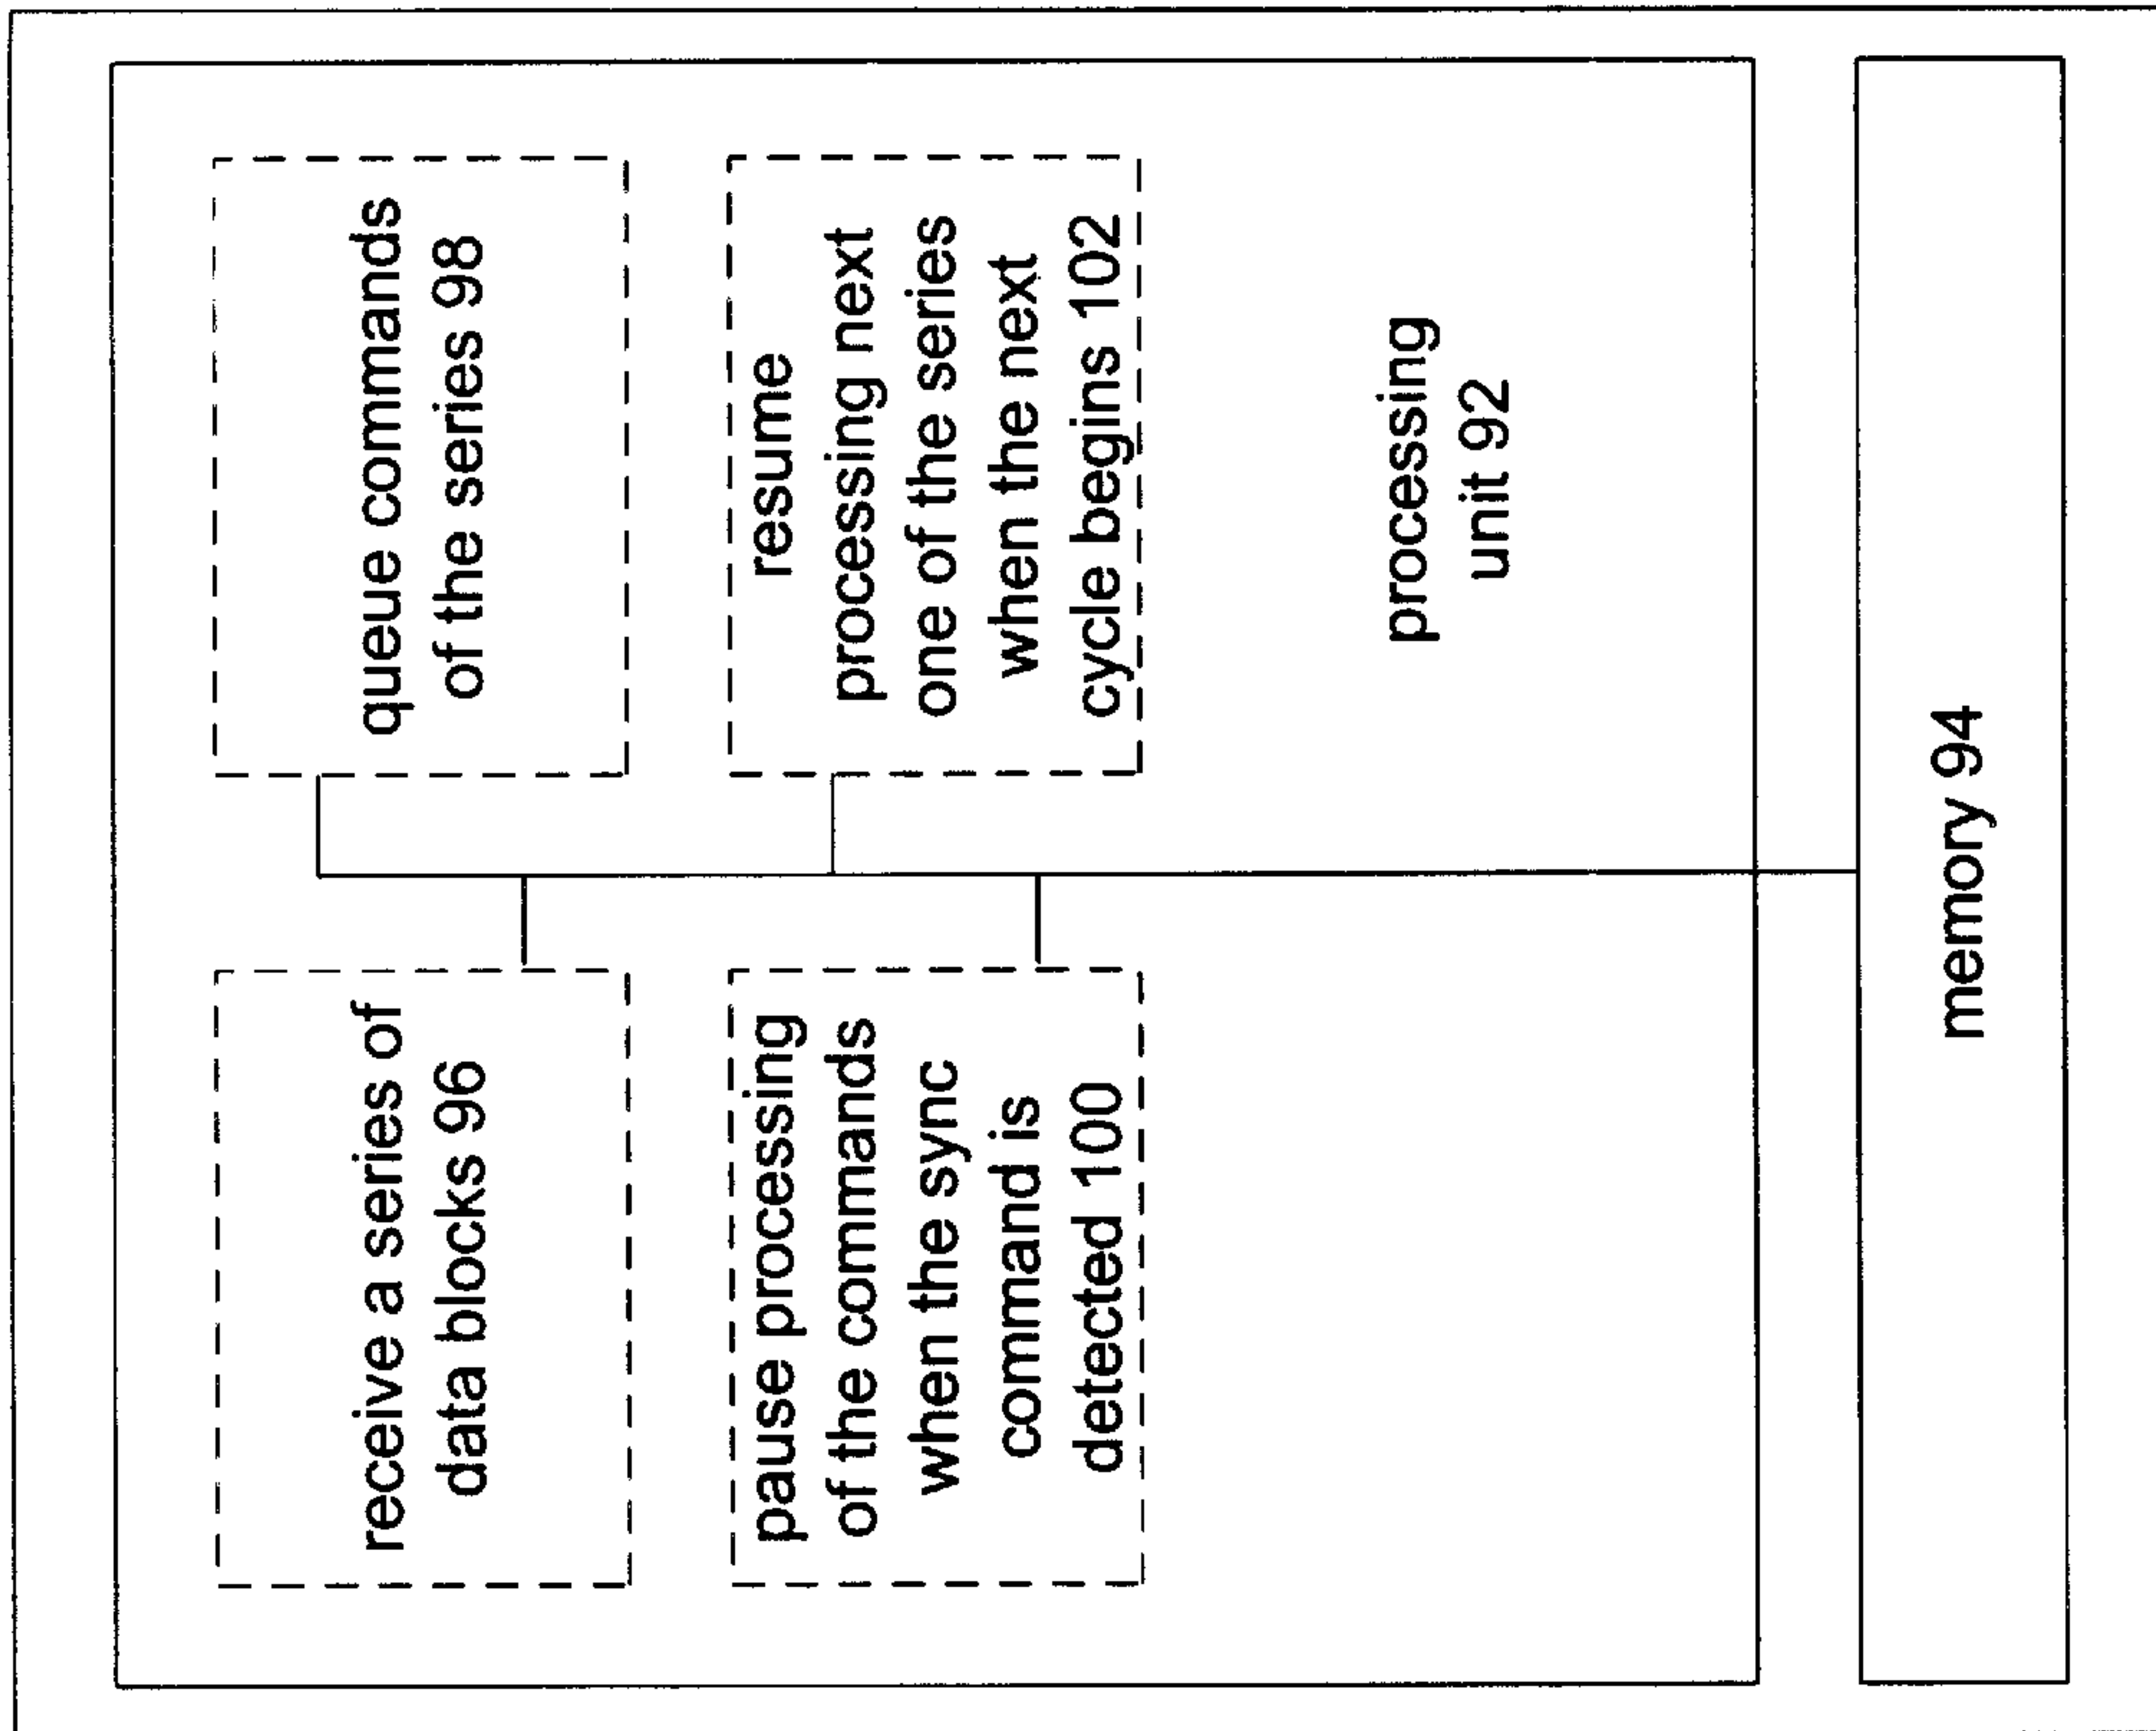 receive a series of
data blocks 96
queue commands
of the series 98
pause processing
of the commands
when the sync
command is
detected 100
resume
processing next
one of the series
when the next
cycle begins 102
processing
unit 92
memory 94